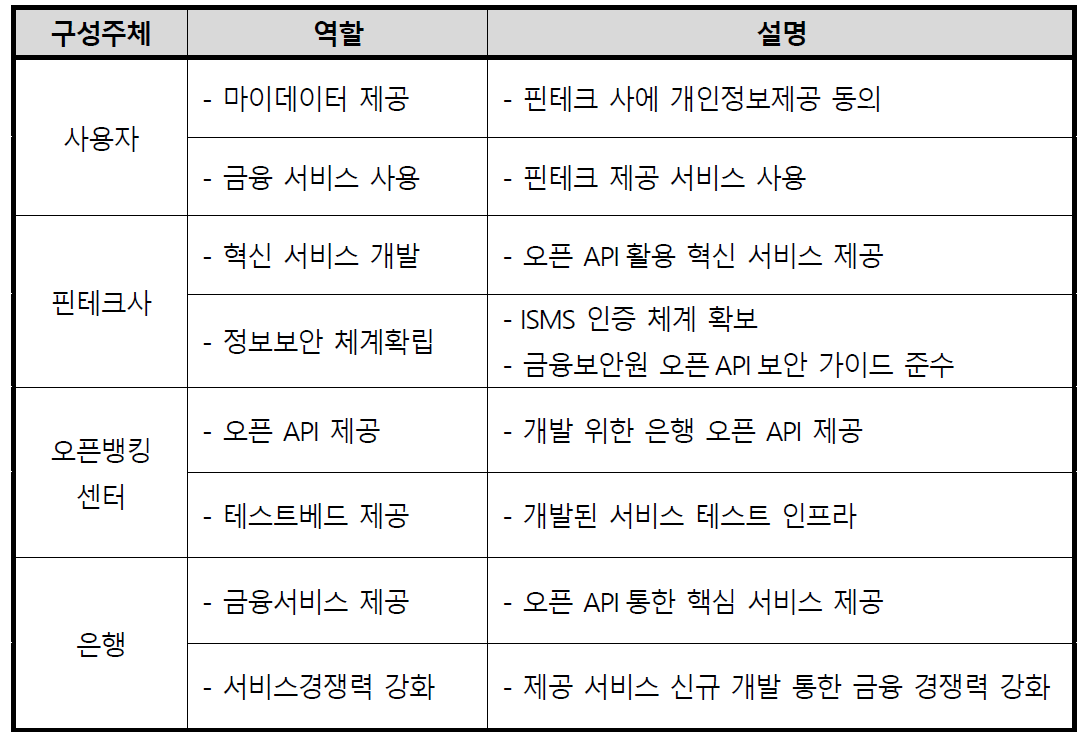 구성주체 역할 설명
사용자
- 마이데이터 제공 - 핀테크 사에 개인정보제공 동의
- 금융 서비스 사용 - 핀테크 제공 서비스 사용
핀테크사
- 혁신 서비스 개발 - 오픈 API 활용 혁신 서비스 제공
- 정보보안 체계확립
- ISMS 인증 체계 확보
- 금융보안원 오픈 API 보안 가이드 준수
오픈뱅킹
센터
- 오픈 API 제공 - 개발 위한 은행 오픈 API 제공
- 테스트베드 제공 - 개발된 서비스 테스트 인프라
은행
- 금융서비스 제공 - 오픈 API 통한 핵심 서비스 제공
- 서비스경쟁력 강화 - 제공 서비스 신규 개발 통한 금융 경쟁력 강화